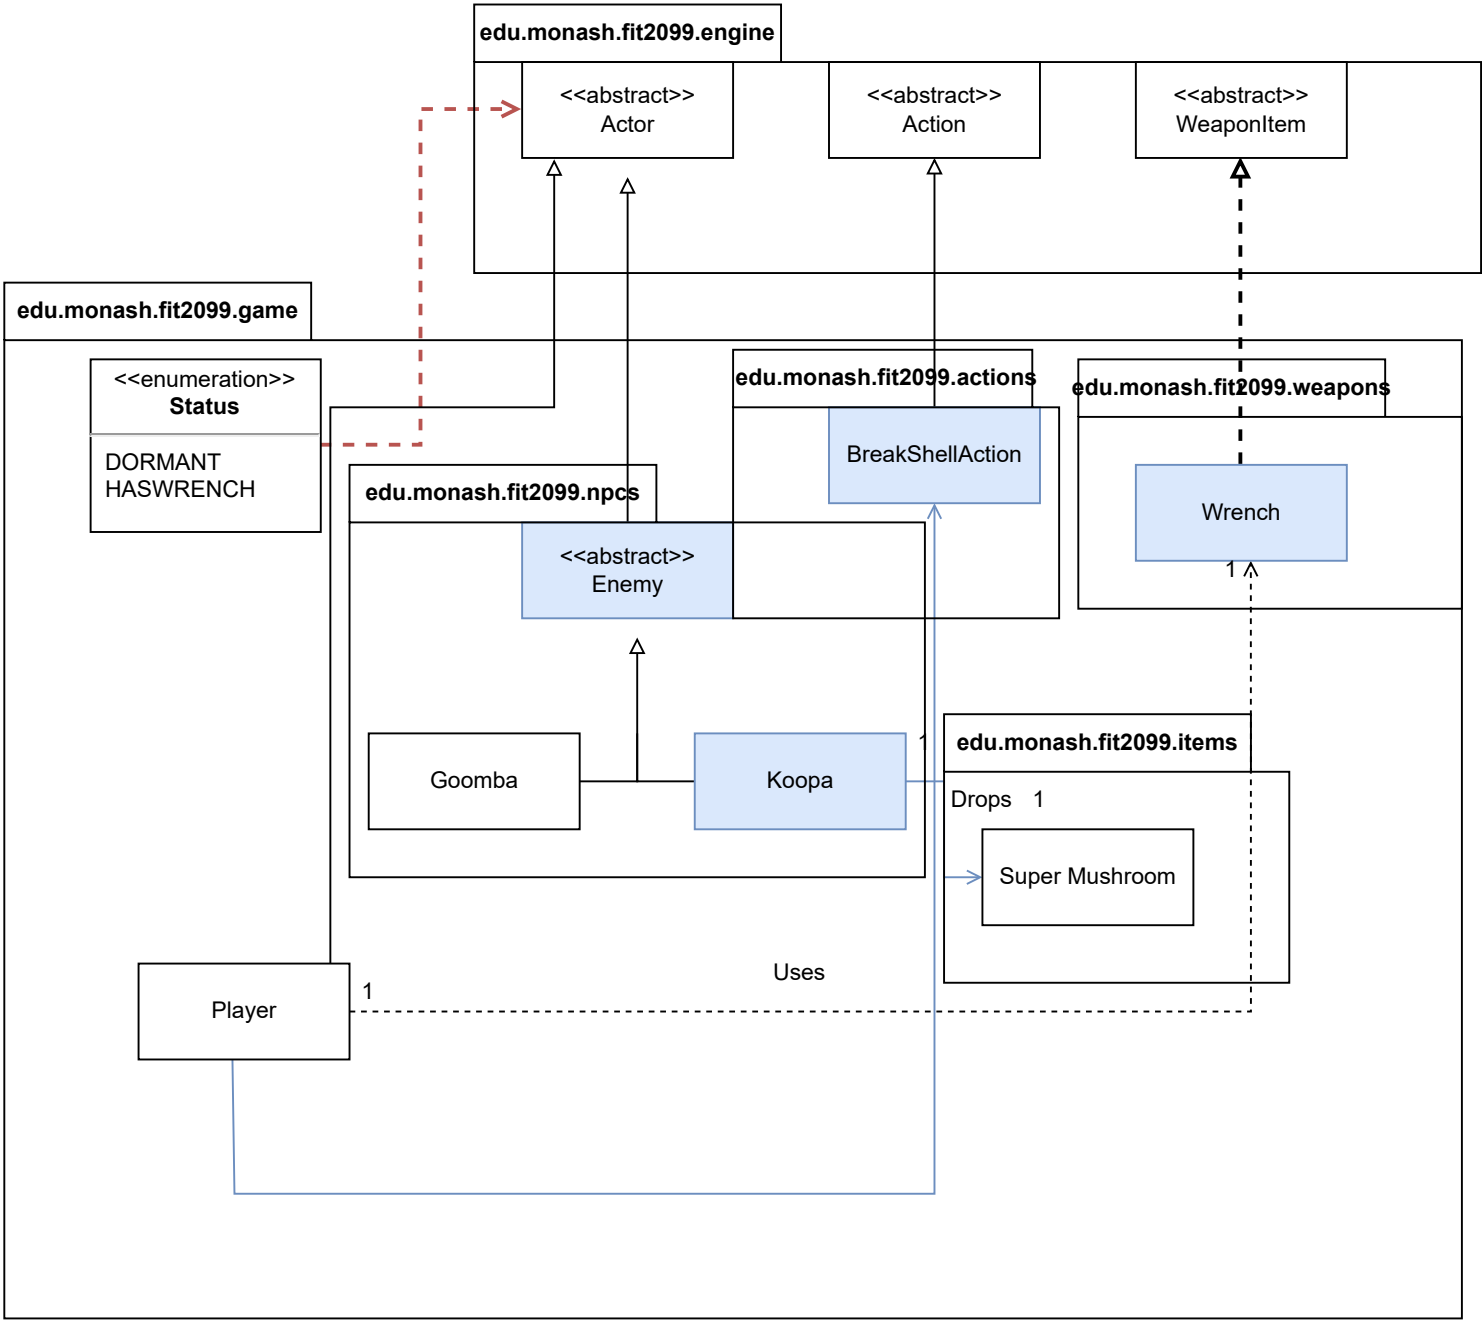 edu.monash.fit2099.engine
<<abstract>>
Actor
<<abstract>>
Action
<<abstract>>
WeaponItem
edu.monash.fit2099.game
<<enumeration>>
Status
DORMANT
HASWRENCH
edu.monash.fit2099.actions
BreakShellAction
edu.monash.fit2099.weapons
Wrench
1
edu.monash.fit2099.npcs
<<abstract>>
Enemy
Goomba
Koopa
1
edu.monash.fit2099.items
Drops 1
Super Mushroom
Player
1
Uses